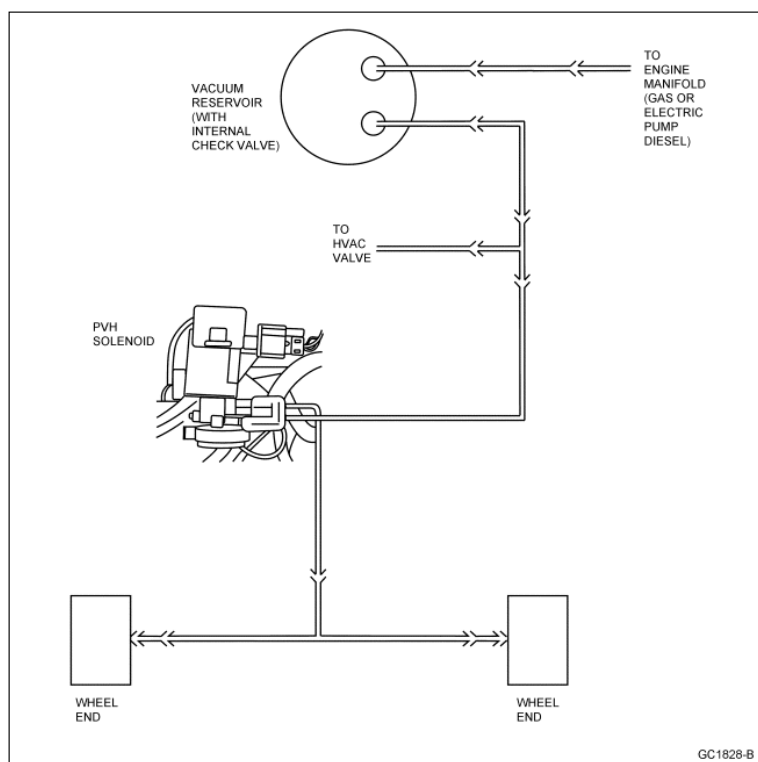 VACUUM
RESERVOIR
(WITH
INTERNAL
CHECK VALVE)
TO
ENGINE
MANIFOLD
(GAS OR
ELECTRIC
PUMP
DIESEL)
TO
HVAC
VALVE
PVH
SOLENOID
WHEEL
END
WHEEL
END
GC1828-B